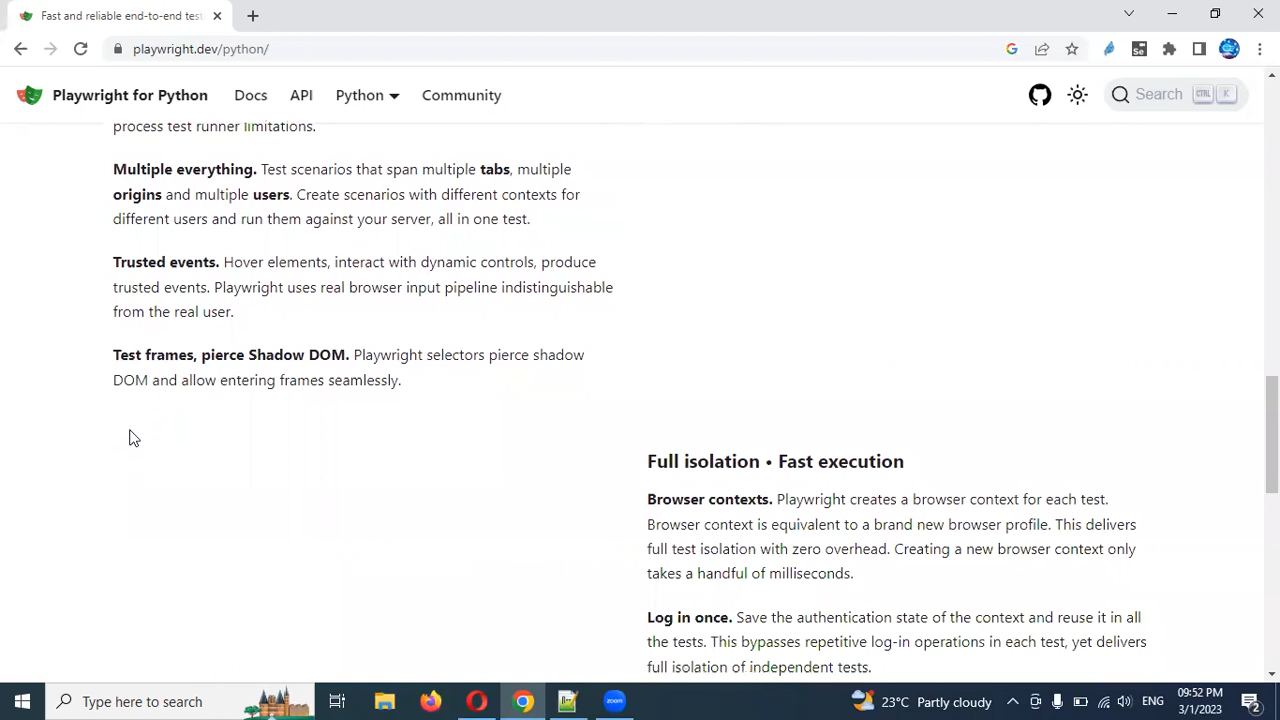 Fast and reliable end-to-end test
playwright.dev/python/
Playwright for Python Docs API Python Community Search CTRL K
process test runner limitations.
Multiple everything. Test scenarios that span multiple tabs, multiple
origins and multiple users. Create scenarios with different contexts for
different users and run them against your server, all in one test.
Trusted events. Hover elements, interact with dynamic controls, produce
trusted events. Playwright uses real browser input pipeline indistinguishable
from the real user.
Test frames, pierce Shadow DOM. Playwright selectors pierce shadow
DOM and allow entering frames seamlessly.
Full isolation • Fast execution
Browser contexts. Playwright creates a browser context for each test.
Browser context is equivalent to a brand new browser profile. This delivers
full test isolation with zero overhead. Creating a new browser context only
takes a handful of milliseconds.
Log in once. Save the authentication state of the context and reuse it in all
the tests. This bypasses repetitive log-in operations in each test, yet delivers
full isolation of independent tests.
Type here to search
zoom
23°C Partly cloudy
ENG
09:52 PM
3/1/2023
2